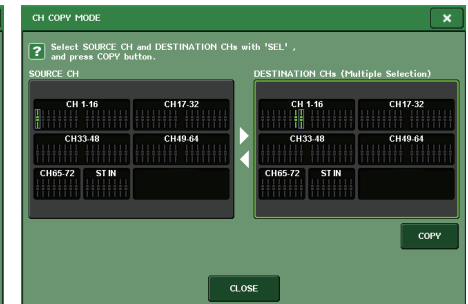 CH COPY MODE
×
? Select SOURCE CH and DESTINATION CHs with 'SEL' ,
and press COPY button.
SOURCE CH
DESTINATION CHs (Multiple Selection)
CH 1-16 CH17-32
CH33-48 CH49-64
CH65-72 ST IN
CH 1-16 CH17-32
CH33-48 CH49-64
CH65-72 ST IN
COPY
CLOSE